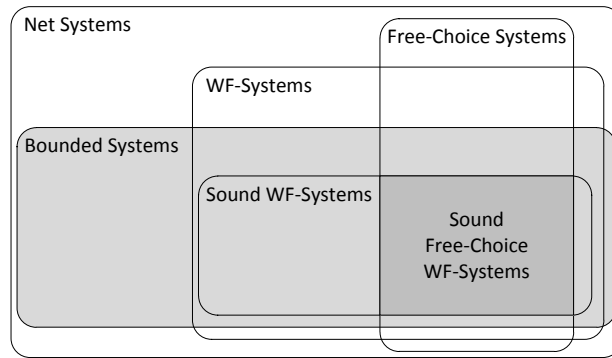 Net Systems
Free-Choice Systems
WF-Systems
Bounded Systems
Sound WF-Systems
Sound
Free-Choice
WF-Systems